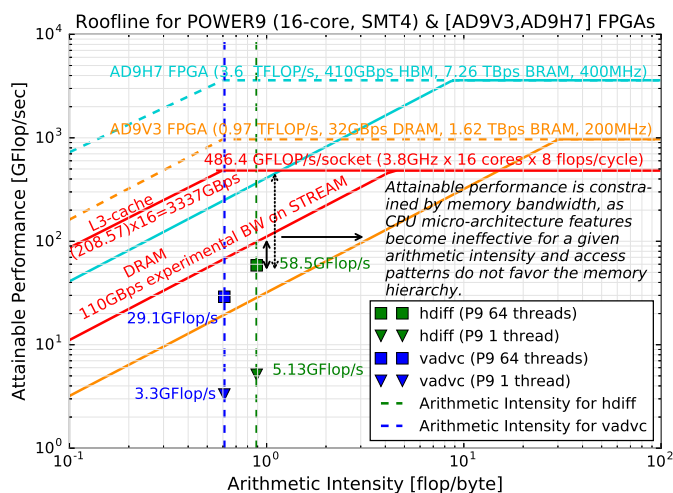 Roofline for POWER9 (16-core, SMT4) & [AD9V3,AD9H7] FPGAs
Attainable Performance [GFlop/sec]
10^4
10^3
10^2
10^1
10^0
AD9H7 FPGA (3.6 TFLOP/s, 410GBps HBM, 7.26 TBps BRAM, 400MHz)
AD9V3 FPGA (0.97 TFLOP/s, 32GBps DRAM, 1.62 TBps BRAM, 200MHz)
486.4 GFLOP/s/socket (3.8GHz x 16 cores x 8 flops/cycle)
L3-cache
(208.57)x16=3337GBps
DRAM
110GBps experimental BW on STREAM
Attainable performance is constra-
ined by memory bandwidth, as
CPU micro-architecture features
become ineffective for a given
arithmetic intensity and access
patterns do not favor the memory
hierarchy.
58.5GFlop/s
29.1GFlop/s
5.13GFlop/s
3.3GFlop/s
hdiff (P9 64 threads)
hdiff (P9 1 thread)
vadvc (P9 64 threads)
vadvc (P9 1 thread)
Arithmetic Intensity for hdiff
Arithmetic Intensity for vadvc
10^-1
10^0
10^1
10^2
Arithmetic Intensity [flop/byte]